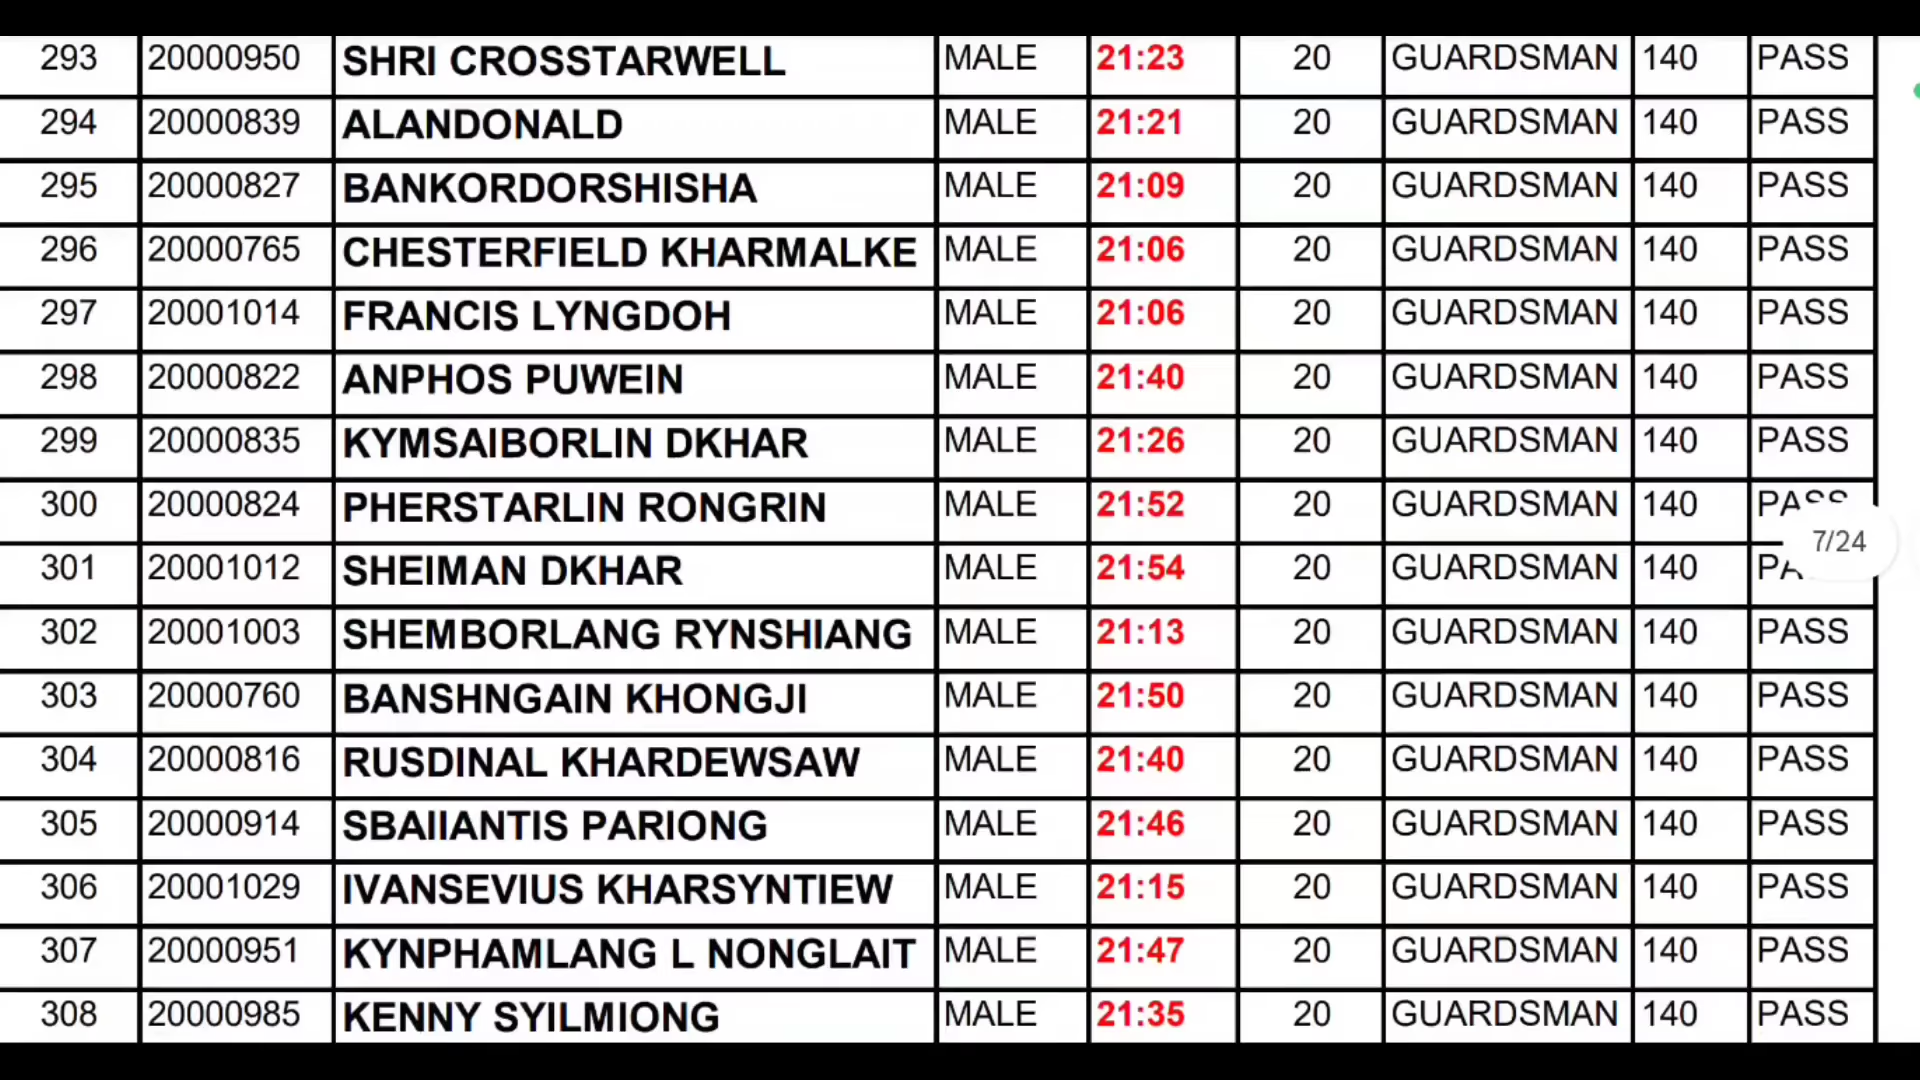 293 20000950 SHRI CROSSTARWELL MALE 21:23 20 GUARDSMAN 140 PASS
294 20000839 ALANDONALD MALE 21:21 20 GUARDSMAN 140 PASS
295 20000827 BANKORDORSHISHA MALE 21:09 20 GUARDSMAN 140 PASS
296 20000765 CHESTERFIELD KHARMALKE MALE 21:06 20 GUARDSMAN 140 PASS
297 20001014 FRANCIS LYNGDOH MALE 21:06 20 GUARDSMAN 140 PASS
298 20000822 ANPHOS PUWEIN MALE 21:40 20 GUARDSMAN 140 PASS
299 20000835 KYMSAIBORLIN DKHAR MALE 21:26 20 GUARDSMAN 140 PASS
300 20000824 PHERSTARLIN RONGRIN MALE 21:52 20 GUARDSMAN 140 PASS
7/24
301 20001012 SHEIMAN DKHAR MALE 21:54 20 GUARDSMAN 140
302 20001003 SHEMBORLANG RYNSHIANG MALE 21:13 20 GUARDSMAN 140 PASS
303 20000760 BANSHNGAIN KHONGJI MALE 21:50 20 GUARDSMAN 140 PASS
304 20000816 RUSDINAL KHARDEWSAW MALE 21:40 20 GUARDSMAN 140 PASS
305 20000914 SBAIIANTIS PARIONG MALE 21:46 20 GUARDSMAN 140 PASS
306 20001029 IVANSEVIUS KHARSYNTIEW MALE 21:15 20 GUARDSMAN 140 PASS
307 20000951 KYNPHAMLANG L NONGLAIT MALE 21:47 20 GUARDSMAN 140 PASS
308 20000985 KENNY SYILMIONG MALE 21:35 20 GUARDSMAN 140 PASS